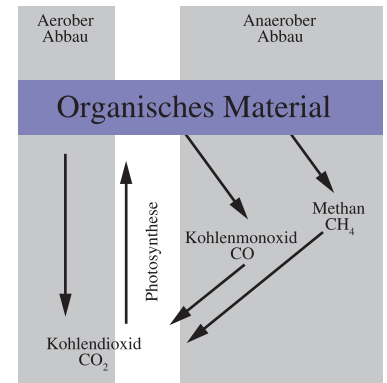 Aerober
Abbau
Anaerober
Abbau
Organisches Material
Photosynthese
Methan
CH₄
Kohlenmonoxid
CO
Kohlendioxid
CO₂